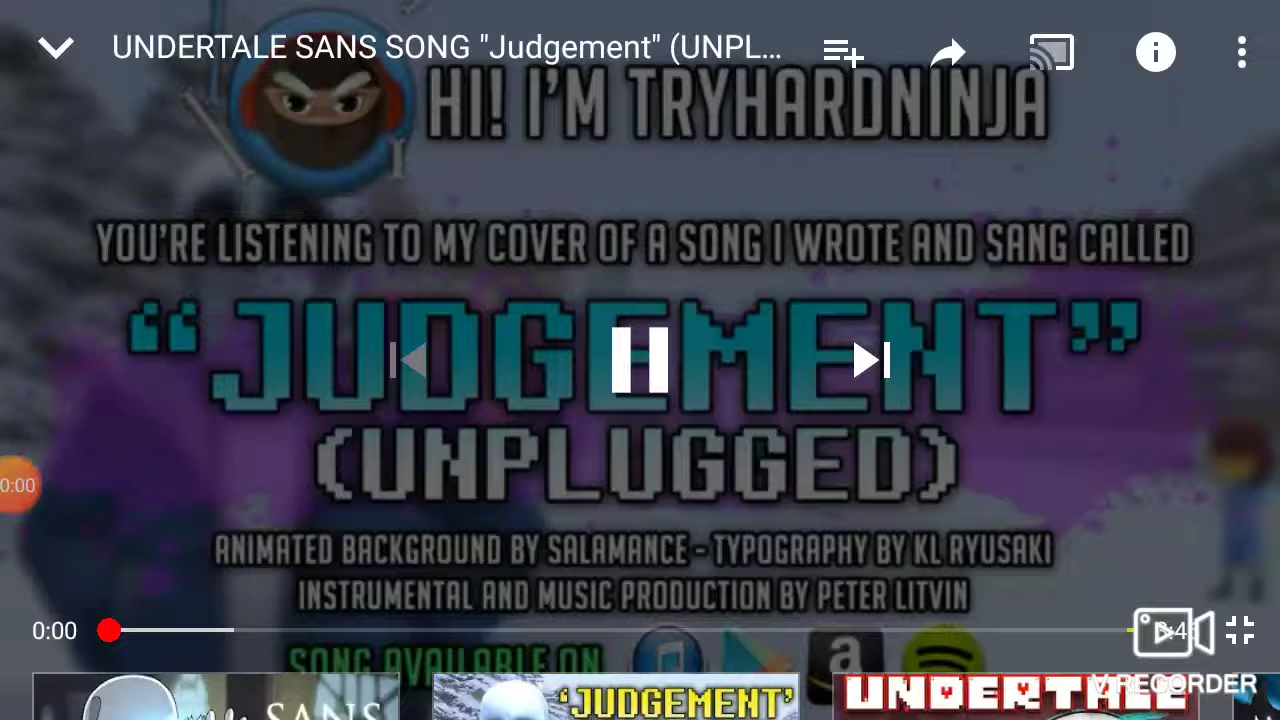 UNDERTALE SANS SONG "Judgement" (UNPL...
HI! I'M TRYHARDNINJA
YOU'RE LISTENING TO MY COVER OF A SONG I WROTE AND SANG CALLED
"JUDGEMENT"
(UNPLUGGED)
0:00
ANIMATED BACKGROUND BY SALAMANCE - TYPOGRAPHY BY KL RYUSAKI
INSTRUMENTAL AND MUSIC PRODUCTION BY PETER LITVIN
0:00
SONG AVAILABLE ON
a
SANS
'JUDGEMENT'
UNDERTALE
V RECORDER